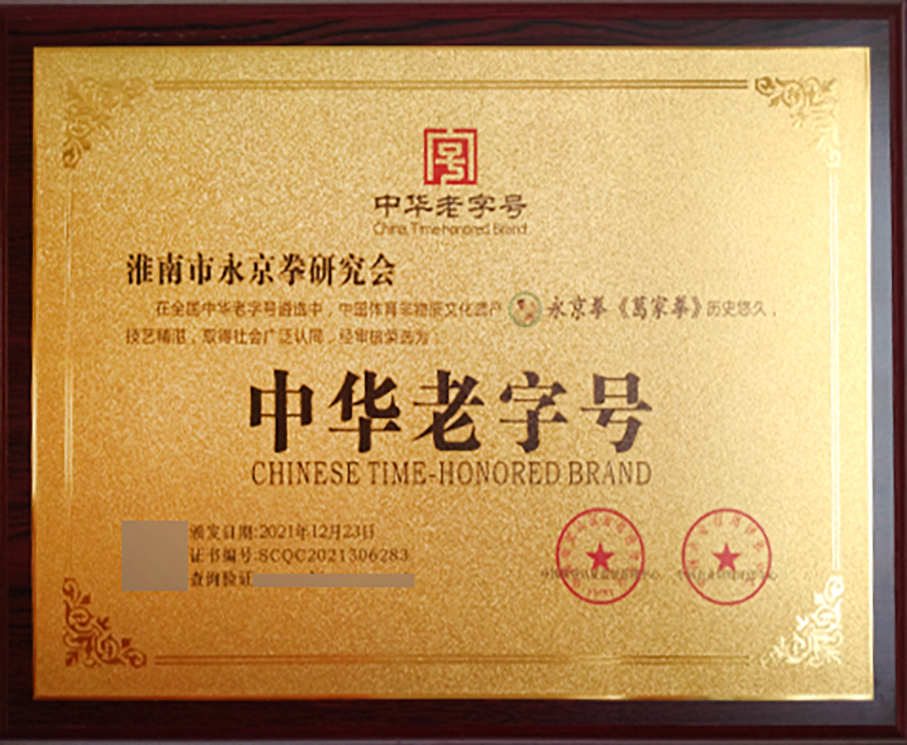 中华老字号
China Time-honored Brand
淮南市永京拳研究会
在全国中华老字号遴选中，中国体育非物质文化遗产 永京拳《萬家拳》历史悠久，
技艺精湛，取得社会广泛认同，经审核荣选为：
中华老字号
CHINESE TIME-HONORED BRAND
颁发日期:2021年12月23日
证书编号:SCQC2021306283
查询验证